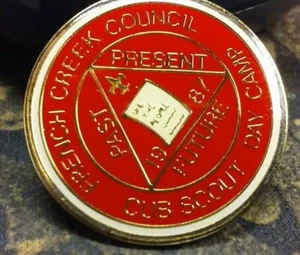 FRENCH CREEK COUNCIL
CUB SCOUT DAY CAMP
PAST
PRESENT
FUTURE
19
87